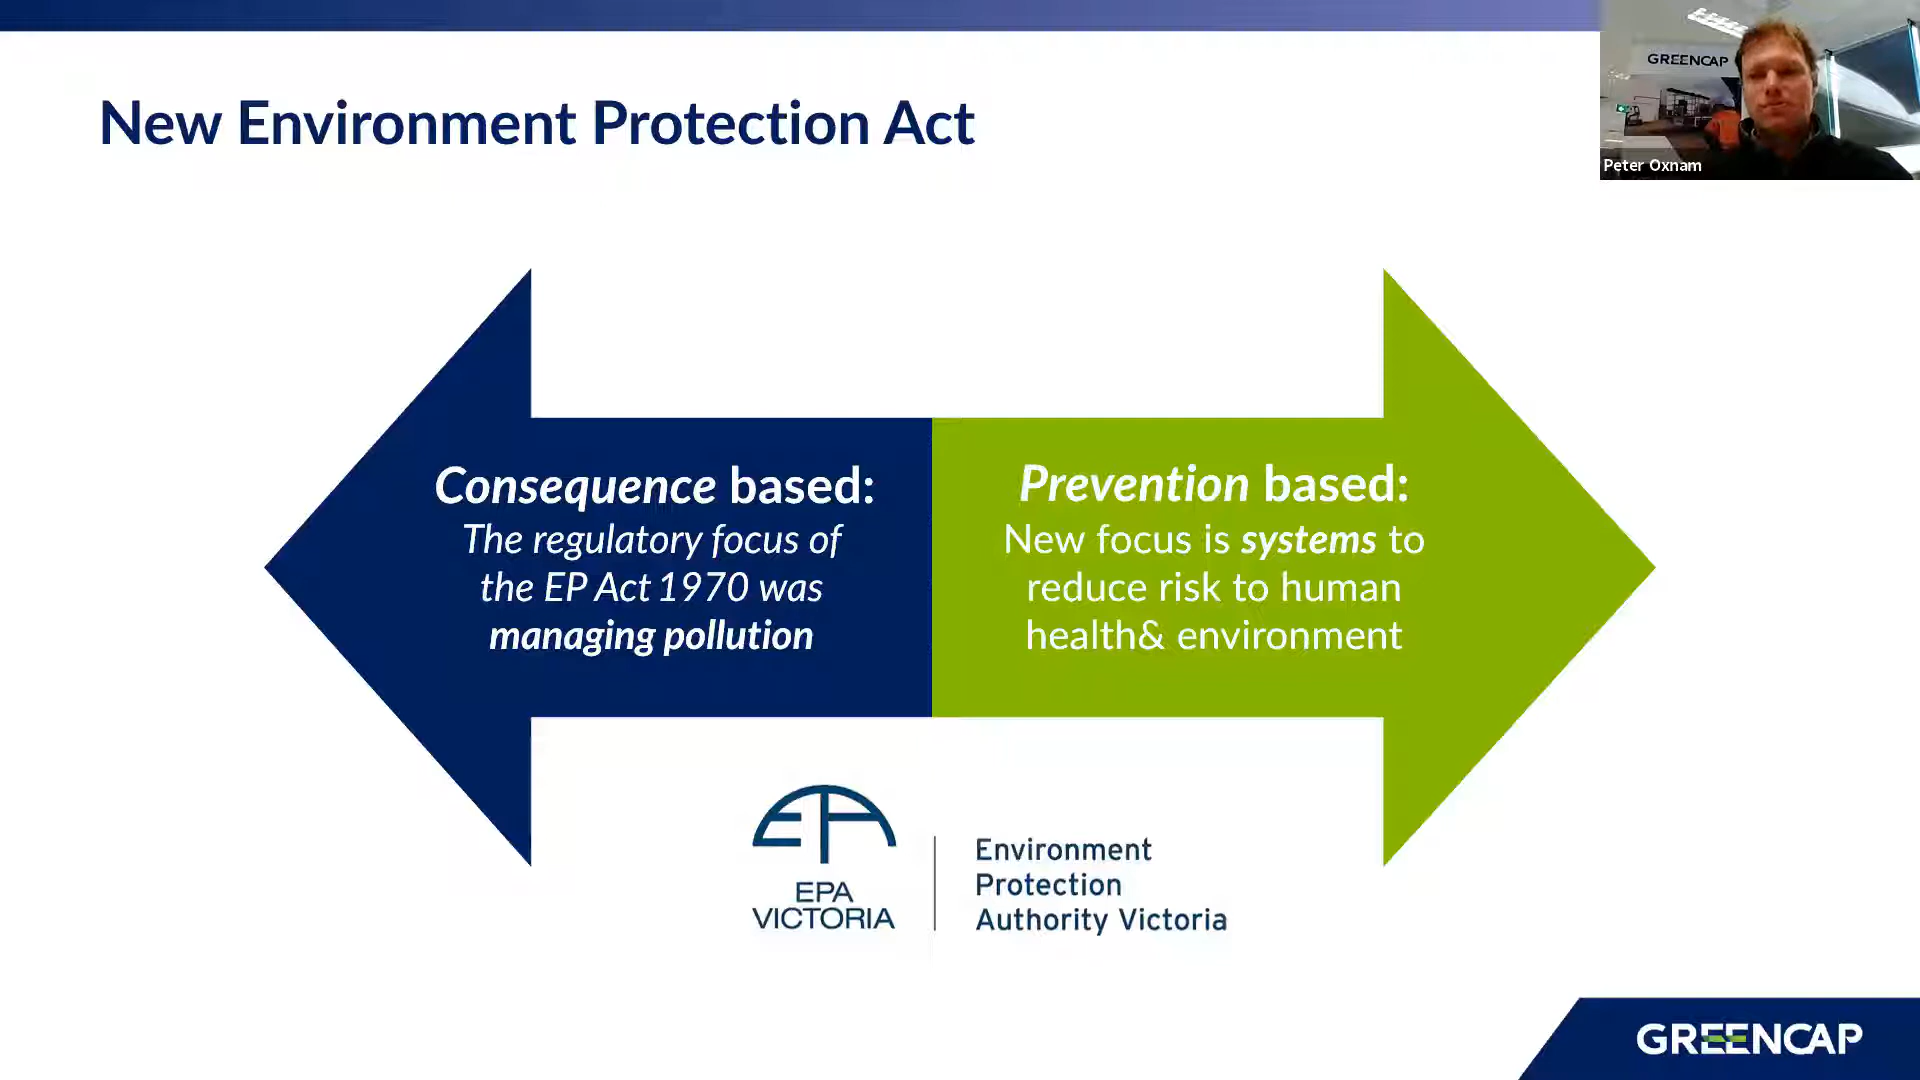 New Environment Protection Act
GREENCAP
Peter Oxnam
Consequence based:
The regulatory focus of
the EP Act 1970 was
managing pollution
Prevention based:
New focus is systems to
reduce risk to human
health& environment
EPA
EPA
VICTORIA
Environment
Protection
Authority Victoria
GREENCAP